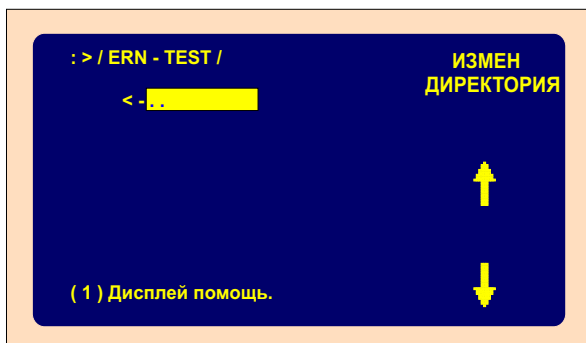 : > / ERN - TEST /
ИЗМЕН
ДИРЕКТОРИЯ
< - . .
( 1 ) Дисплей помощь.